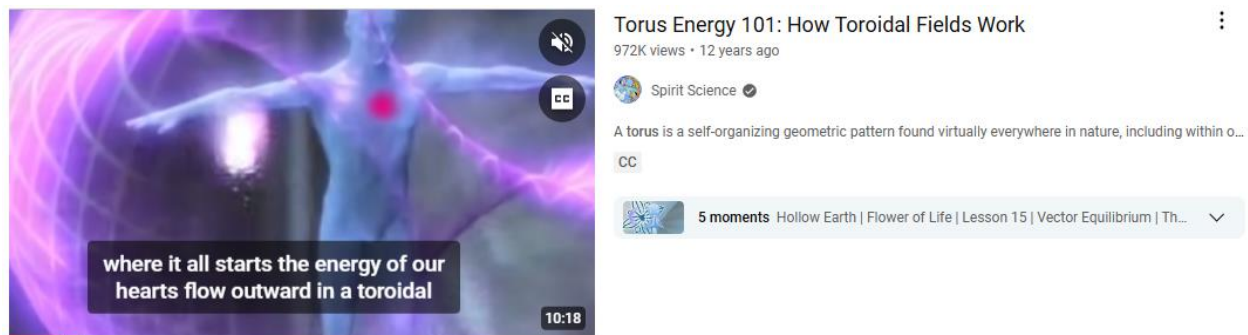 CC
where it all starts the energy of our
hearts flow outward in a toroidal
10:18
Torus Energy 101: How Toroidal Fields Work
972K views • 12 years ago
Spirit Science
A torus is a self-organizing geometric pattern found virtually everywhere in nature, including within o...
CC
5 moments Hollow Earth | Flower of Life | Lesson 15 | Vector Equilibrium | Th...